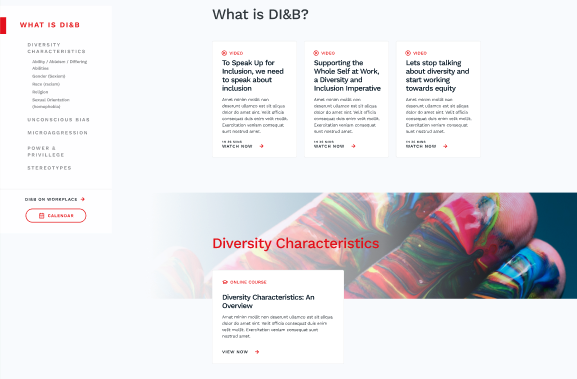 WHAT IS DI&B
DIVERSITY
CHARACTERISTICS
Ability / Ableism / Differing
Abilities
Gender (Sexism)
Race (racism)
Religion
Sexual Orientation
(homophobia)
UNCONSCIOUS BIAS
MICROAGRESSION
POWER &
PRIVILLEGE
STEREOTYPES
DI&B ON WORKPLACE
CALENDAR
What is DI&B?
VIDEO
To Speak Up for
Inclusion, we need
to speak about
inclusion
Amet minim mollit non
deserunt ullamco est sit aliqua
dolor do amet sint. Velit officia
consequat duis enim velit mollit.
Exercitation veniam consequat
sunt nostrud amet.
WATCH NOW
VIDEO
Supporting the
Whole Self at Work,
a Diversity and
Inclusion Imperative
Amet minim mollit non
deserunt ullamco est sit aliqua
dolor do amet sint. Velit officia
consequat duis enim velit mollit.
Exercitation veniam consequat
sunt nostrud amet.
WATCH NOW
VIDEO
Lets stop talking
about diversity and
start working
towards equity
Amet minim mollit non
deserunt ullamco est sit aliqua
dolor do amet sint. Velit officia
consequat duis enim velit mollit.
Exercitation veniam consequat
sunt nostrud amet.
WATCH NOW
Diversity Characteristics
ONLINE COURSE
Diversity Characteristics: An
Overview
Amet minim mollit non deserunt ullamco est sit aliqua
dolor do amet sint. Velit officia consequat duis enim
velit mollit. Exercitation veniam consequat sunt
nostrud amet.
VIEW NOW